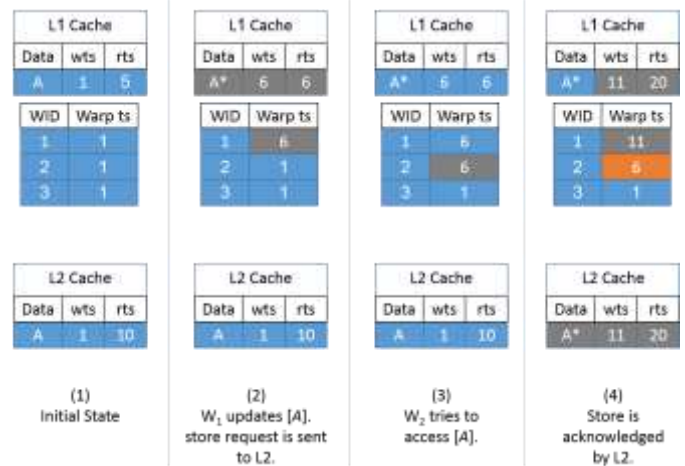 L1 Cache
Data wts rts
A 1 5
WID Warp ts
1 1
2 1
3 1
L2 Cache
Data wts rts
A 1 10
(1)
Initial State
L1 Cache
Data wts rts
A* 6 6
WID Warp ts
1 6
2 1
3 1
L2 Cache
Data wts rts
A 1 10
(2)
W1 updates [A].
store request is sent
to L2.
L1 Cache
Data wts rts
A* 6 6
WID Warp ts
1 6
2 6
3 1
L2 Cache
Data wts rts
A 1 10
(3)
W2 tries to
access [A].
L1 Cache
Data wts rts
A* 11 20
WID Warp ts
1 11
2 6
3 1
L2 Cache
Data wts rts
A* 11 20
(4)
Store is
acknowledged
by L2.